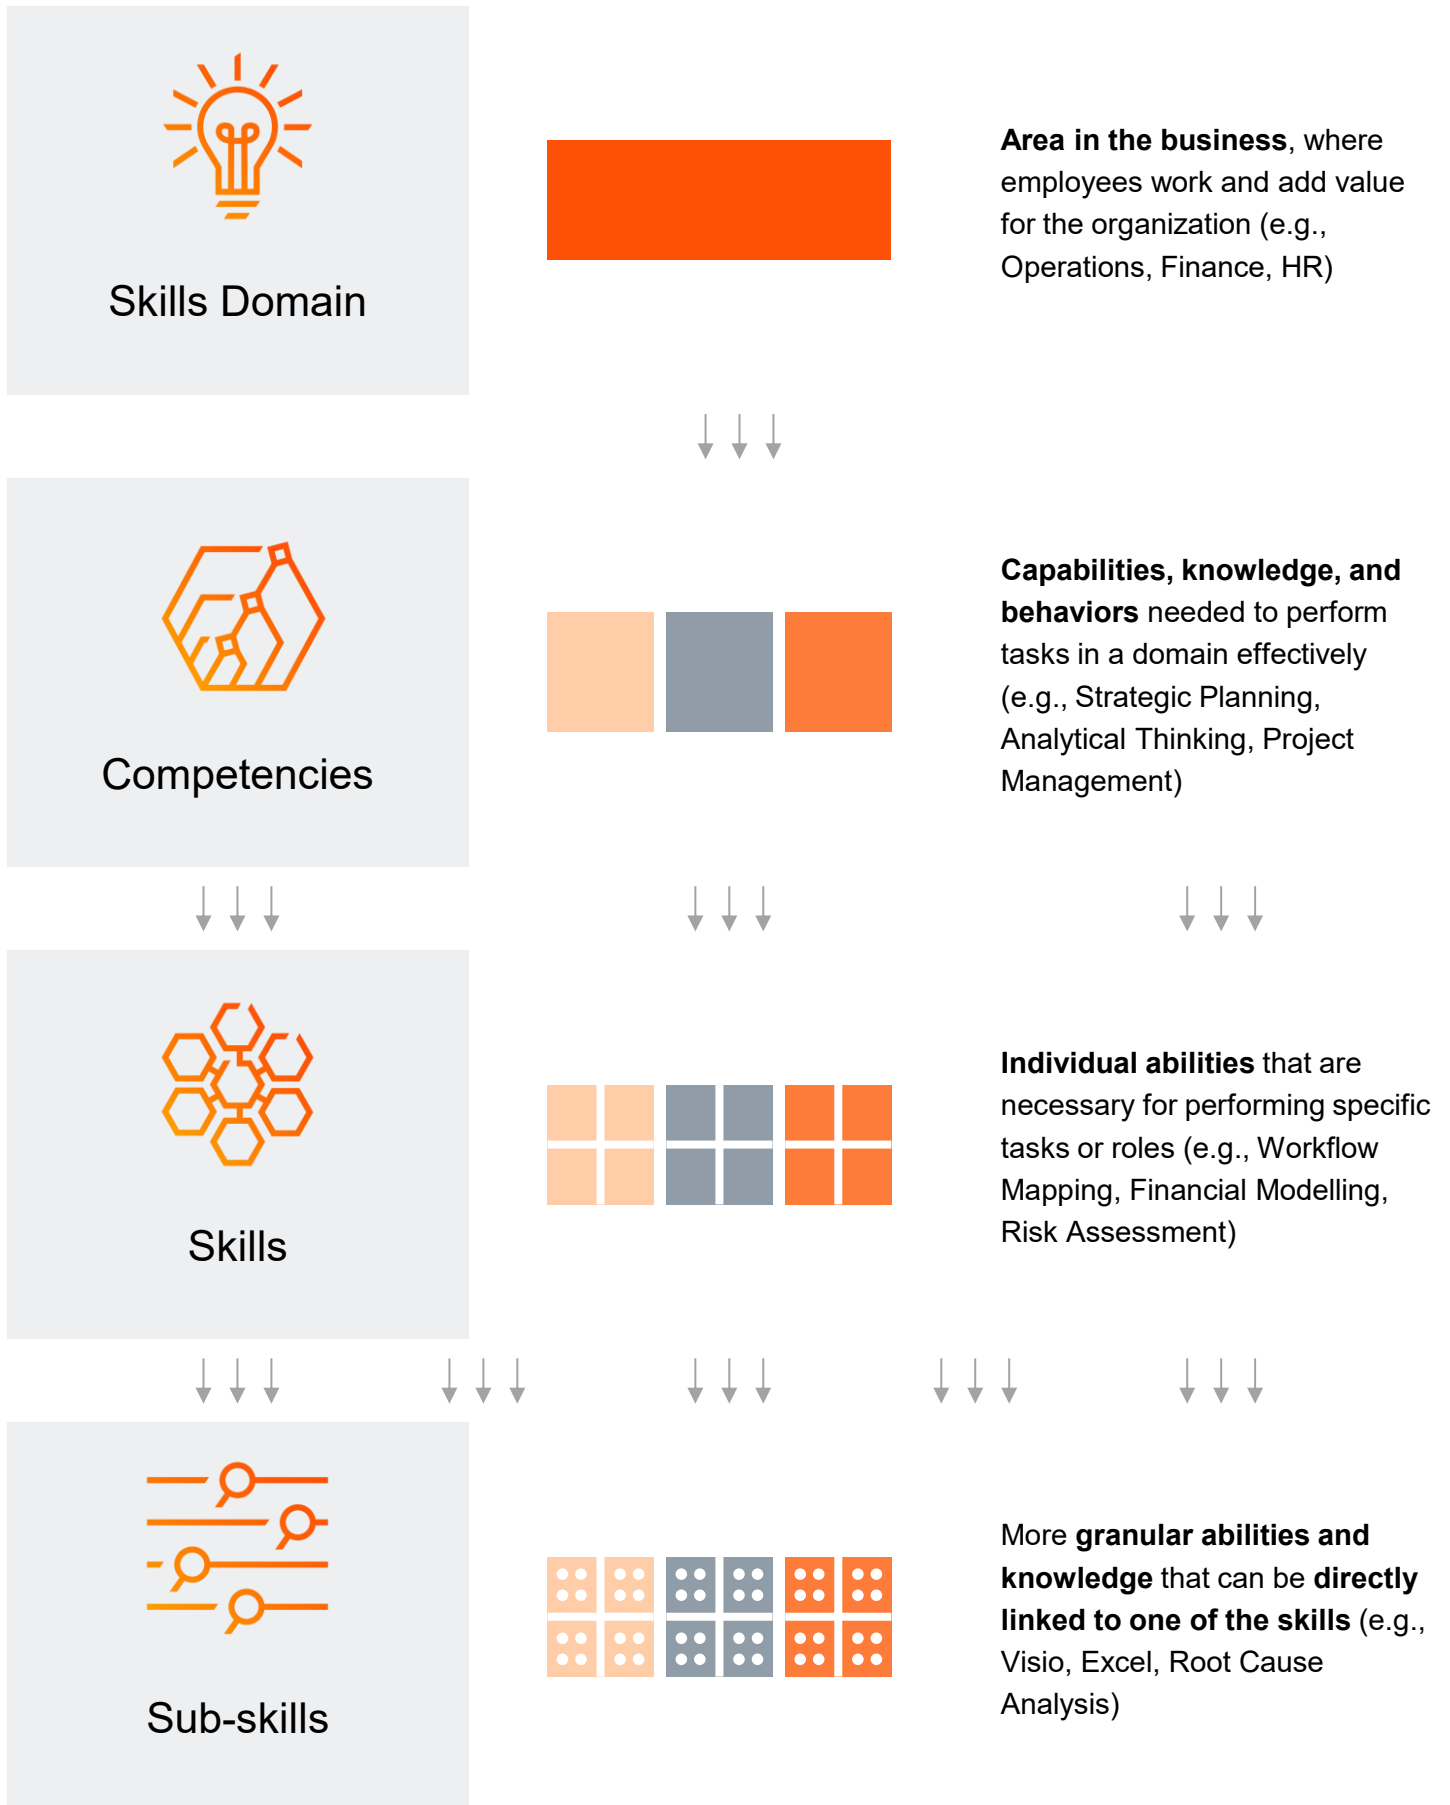 Skills Domain
Area in the business, where
employees work and add value
for the organization (e.g.,
Operations, Finance, HR)
Competencies
Capabilities, knowledge, and
behaviors needed to perform
tasks in a domain effectively
(e.g., Strategic Planning,
Analytical Thinking, Project
Management)
Skills
Individual abilities that are
necessary for performing specific
tasks or roles (e.g., Workflow
Mapping, Financial Modelling,
Risk Assessment)
Sub-skills
More granular abilities and
knowledge that can be directly
linked to one of the skills (e.g.,
Visio, Excel, Root Cause
Analysis)